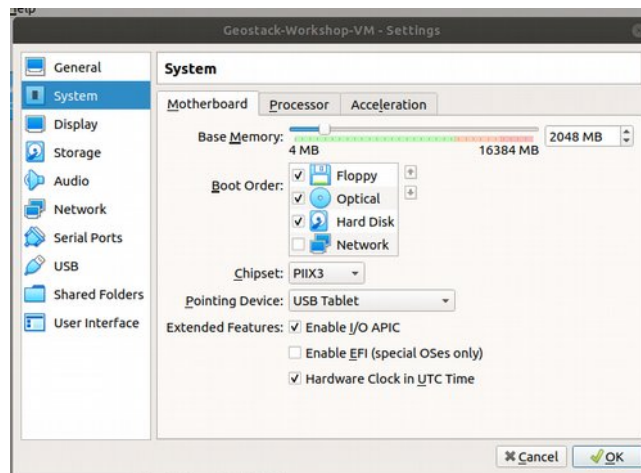 Help
Geostack-Workshop-VM - Settings
General
System
Display
Storage
Audio
Network
Serial Ports
USB
Shared Folders
User Interface
System
Motherboard
Processor
Acceleration
Base Memory:
2048 MB
4 MB
16384 MB
Boot Order:
Floppy
Optical
Hard Disk
Network
Chipset: PIIX3
Pointing Device: USB Tablet
Extended Features: Enable I/O APIC
Enable EFI (special OSes only)
Hardware Clock in UTC Time
Cancel
OK